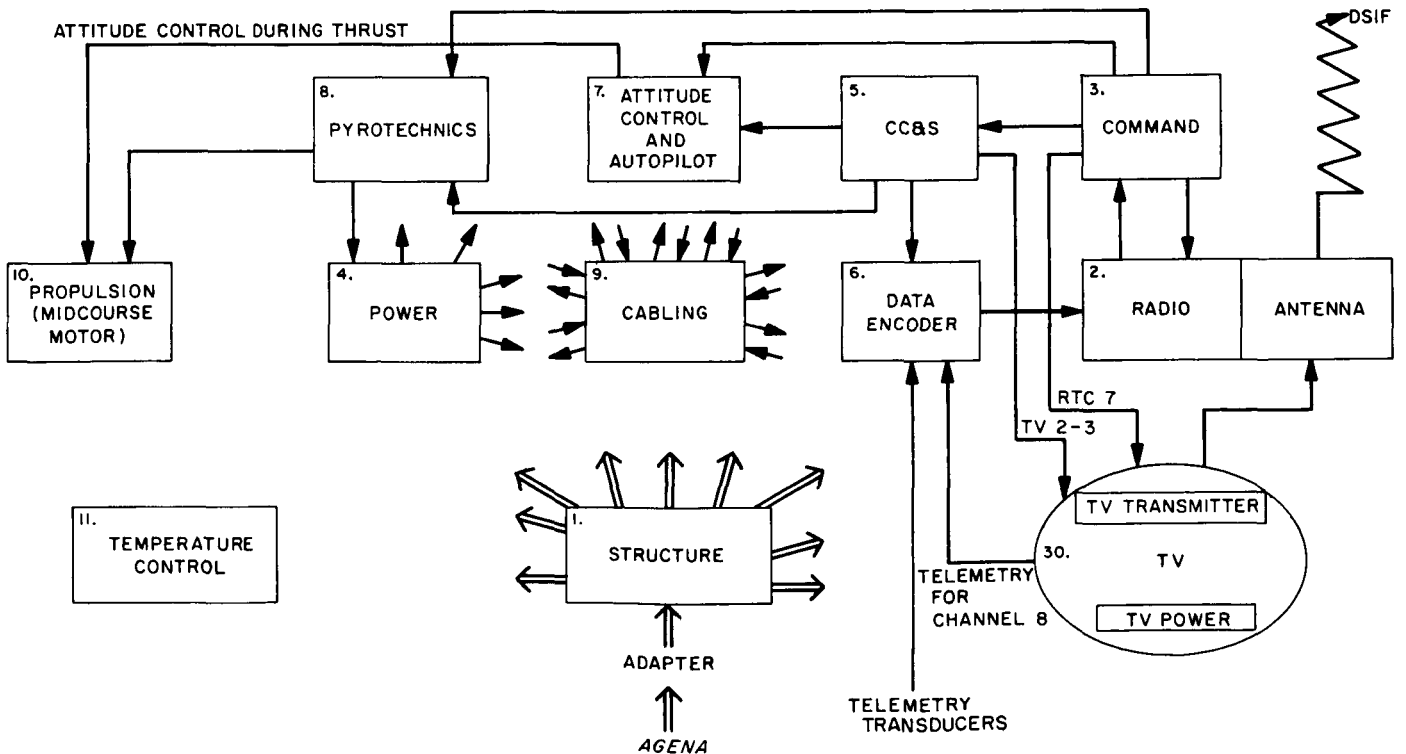 DSIF
ATTITUDE CONTROL DURING THRUST
8.
PYROTECHNICS
7.
ATTITUDE
CONTROL
AND
AUTOPILOT
5.
CC&S
3.
COMMAND
10.
PROPULSION
(MIDCOURSE
MOTOR)
4.
POWER
9.
CABLING
6.
DATA
ENCODER
2.
RADIO
ANTENNA
RTC 7
TV 2-3
11.
TEMPERATURE
CONTROL
1.
STRUCTURE
TV TRANSMITTER
30.
TV
TV POWER
TELEMETRY
FOR
CHANNEL 8
ADAPTER
TELEMETRY
TRANSDUCERS
AGENA